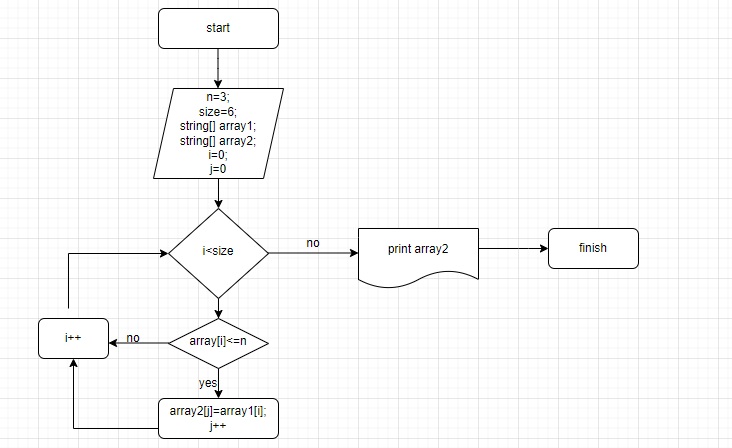 start
n=3;
size=6;
string[] array1;
string[] array2;
i=0;
j=0
i<size
no
print array2
finish
i++
no
array[i]<=n
yes
array2[j]=array1[i];
j++